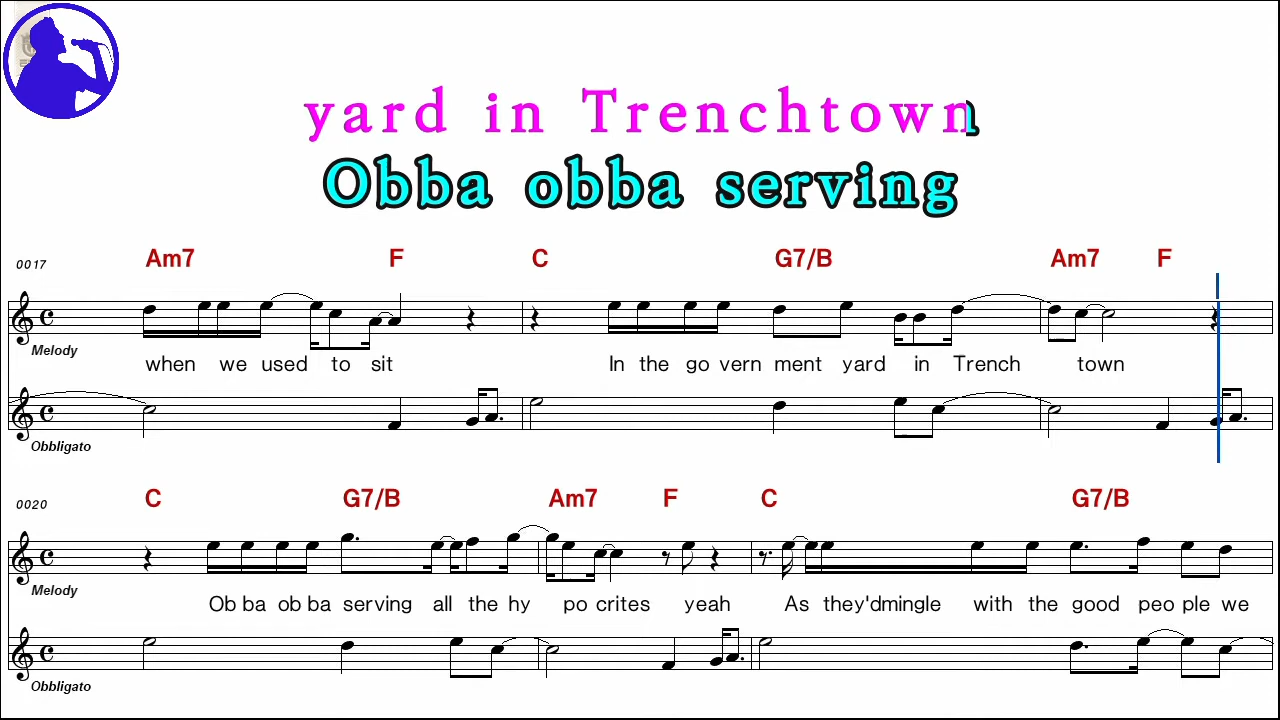 yard in Trenchtown
Obba obba serving
Am7 F C G7/B Am7 F
0017
Melody
when we used to sit In the go vern ment yard in Trench town
Obbligato
C G7/B Am7 F C G7/B
0020
Melody
Ob ba ob ba serving all the hy po crites yeah As they'dmingle with the good peo ple we
Obbligato